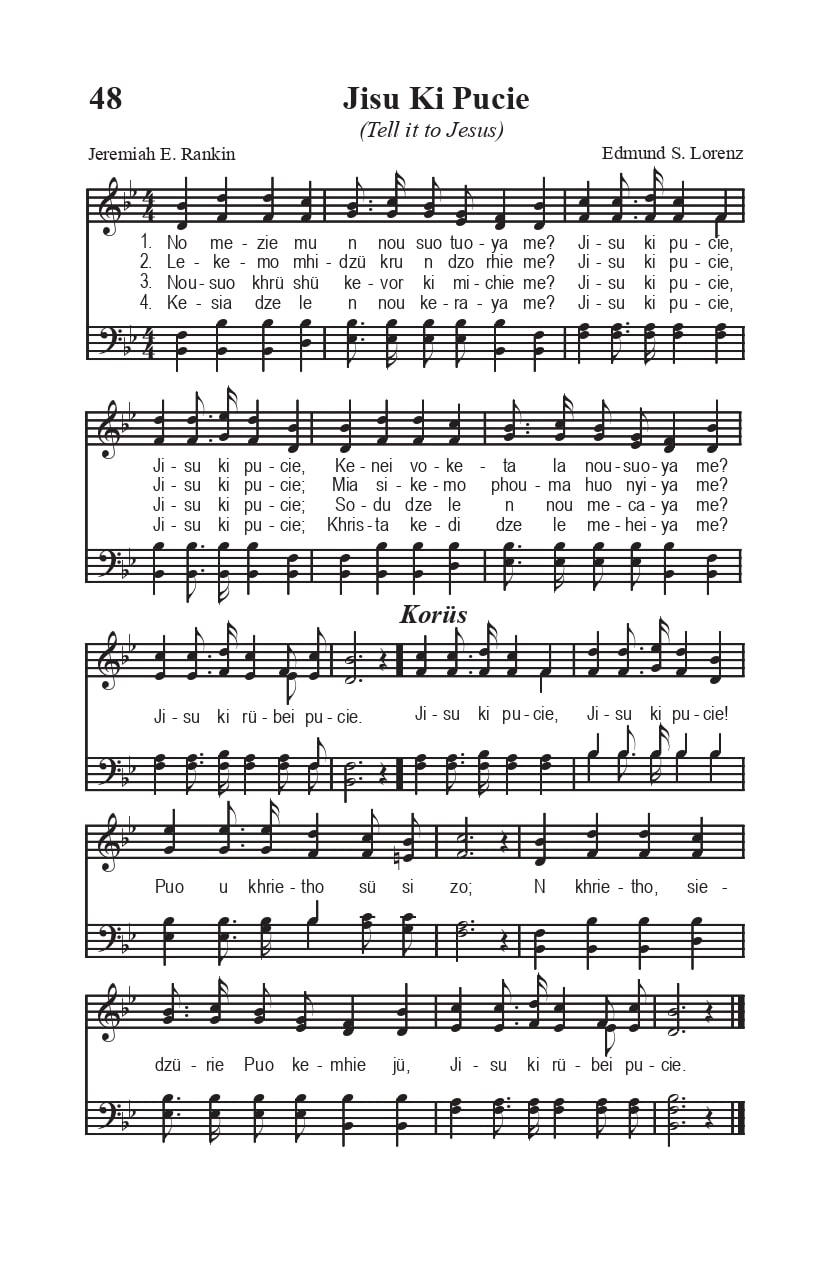 48 Jisu Ki Pucie
(Tell it to Jesus)
Jeremiah E. Rankin Edmund S. Lorenz
1. No me - zie mu n nou suo tuo - ya me? Ji - su ki pu - cie,
2. Le - ke - mo mhi - dzü kru n dzo rhie me? Ji - su ki pu - cie,
3. Nou - suo khrü shü ke - vor ki mi - chie me? Ji - su ki pu - cie,
4. Ke - sia dze le n nou ke - ra - ya me? Ji - su ki pu - cie,
Ji - su ki pu - cie, Ke - nei vo - ke - ta la nou - suo - ya me?
Ji - su ki pu - cie; Mia si - ke - mo phou - ma huo nyi - ya me?
Ji - su ki pu - cie; So - du dze le n nou me - ca - ya me?
Ji - su ki pu - cie; Khris - ta ke - di dze le me - hei - ya me?
Korüs
Ji - su ki rü - bei pu - cie. Ji - su ki pu - cie, Ji - su ki pu - cie!
Puo u khrie - tho sü si zo; N khrie - tho, sie -
dzü - rie Puo ke - mhie jü, Ji - su ki rü - bei pu - cie.